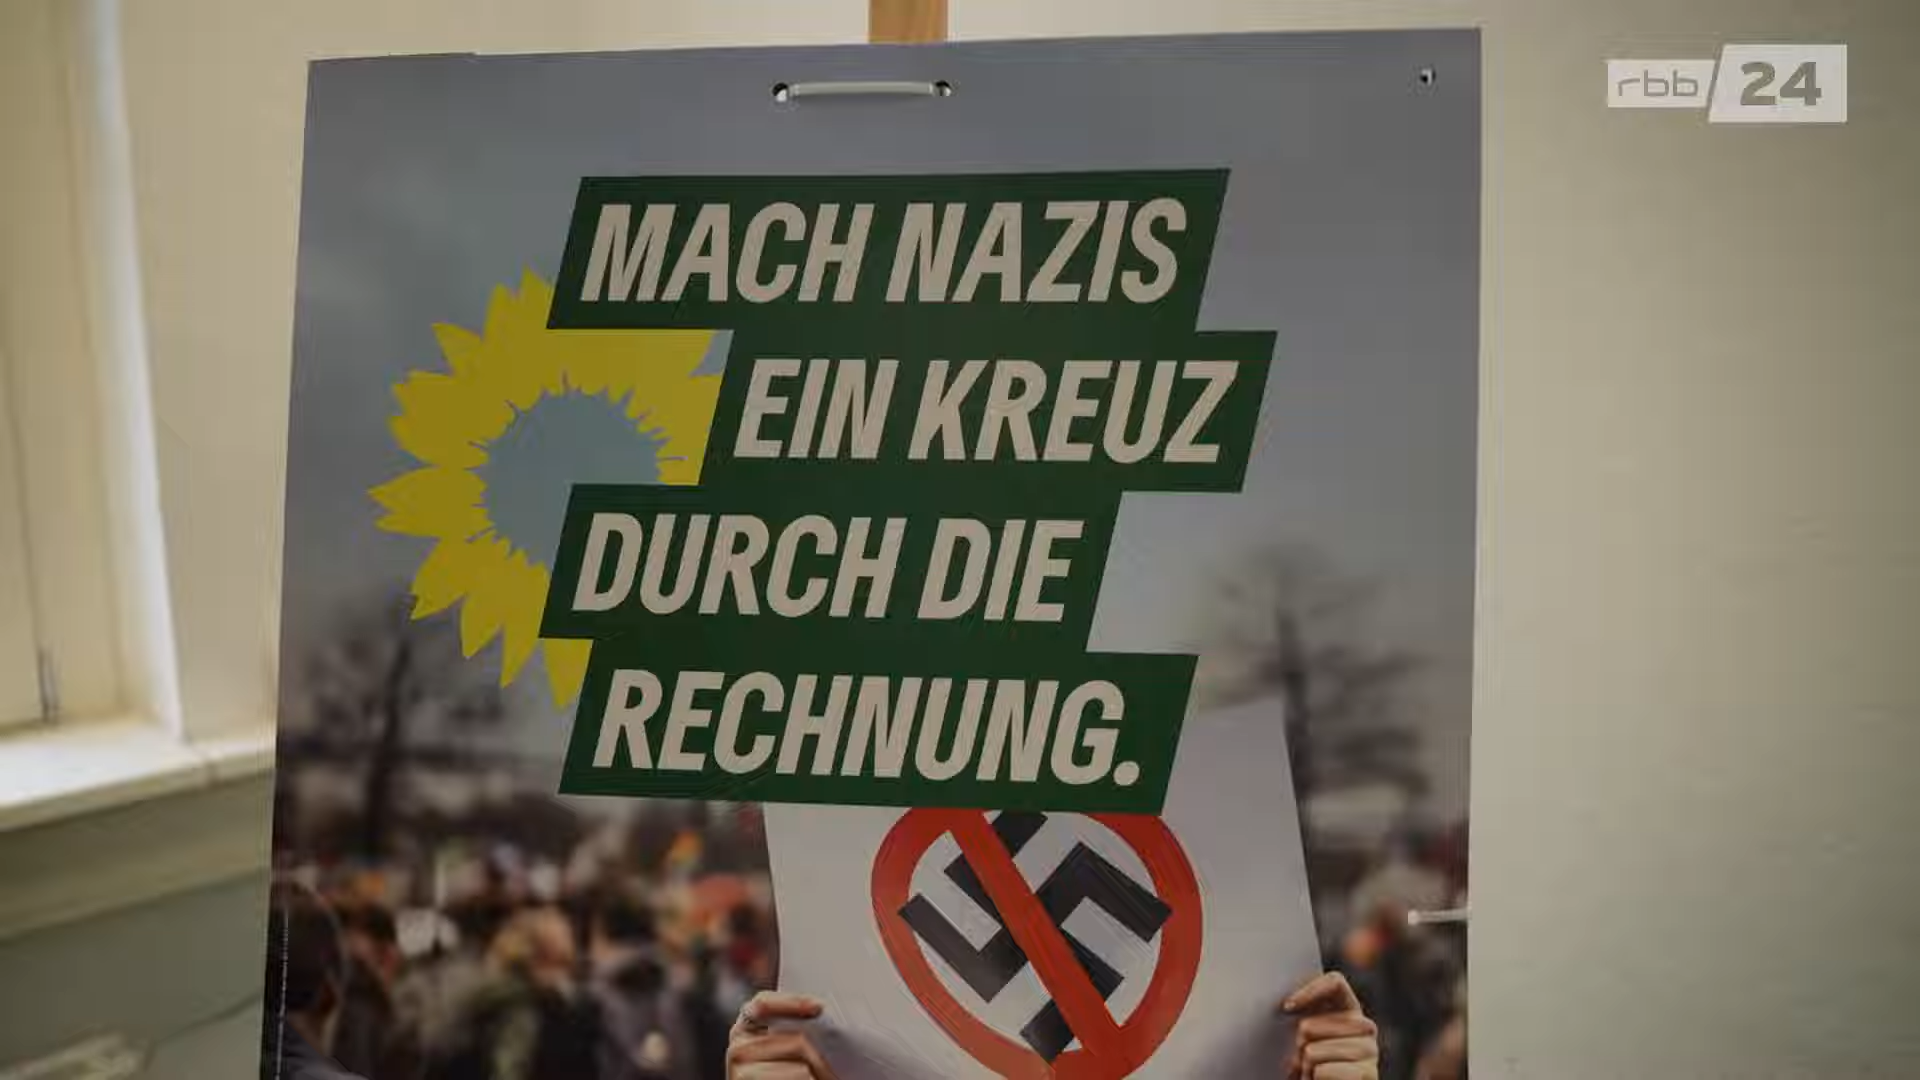 rbb 24
MACH NAZIS
EIN KREUZ
DURCH DIE
RECHNUNG.